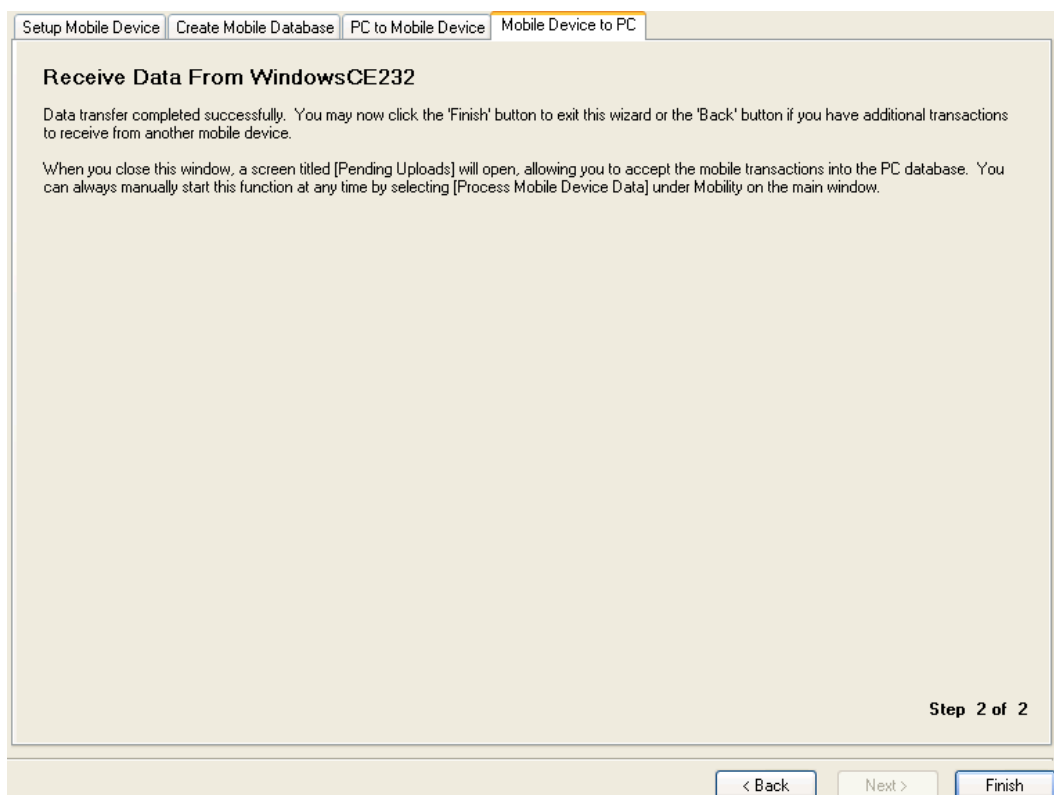 Setup Mobile Device Create Mobile Database PC to Mobile Device Mobile Device to PC
Receive Data From WindowsCE232
Data transfer completed successfully.  You may now click the 'Finish' button to exit this wizard or the 'Back' button if you have additional transactions
to receive from another mobile device.
When you close this window, a screen titled [Pending Uploads] will open, allowing you to accept the mobile transactions into the PC database.  You
can always manually start this function at any time by selecting [Process Mobile Device Data] under Mobility on the main window.
Step 2 of 2
< Back Next > Finish